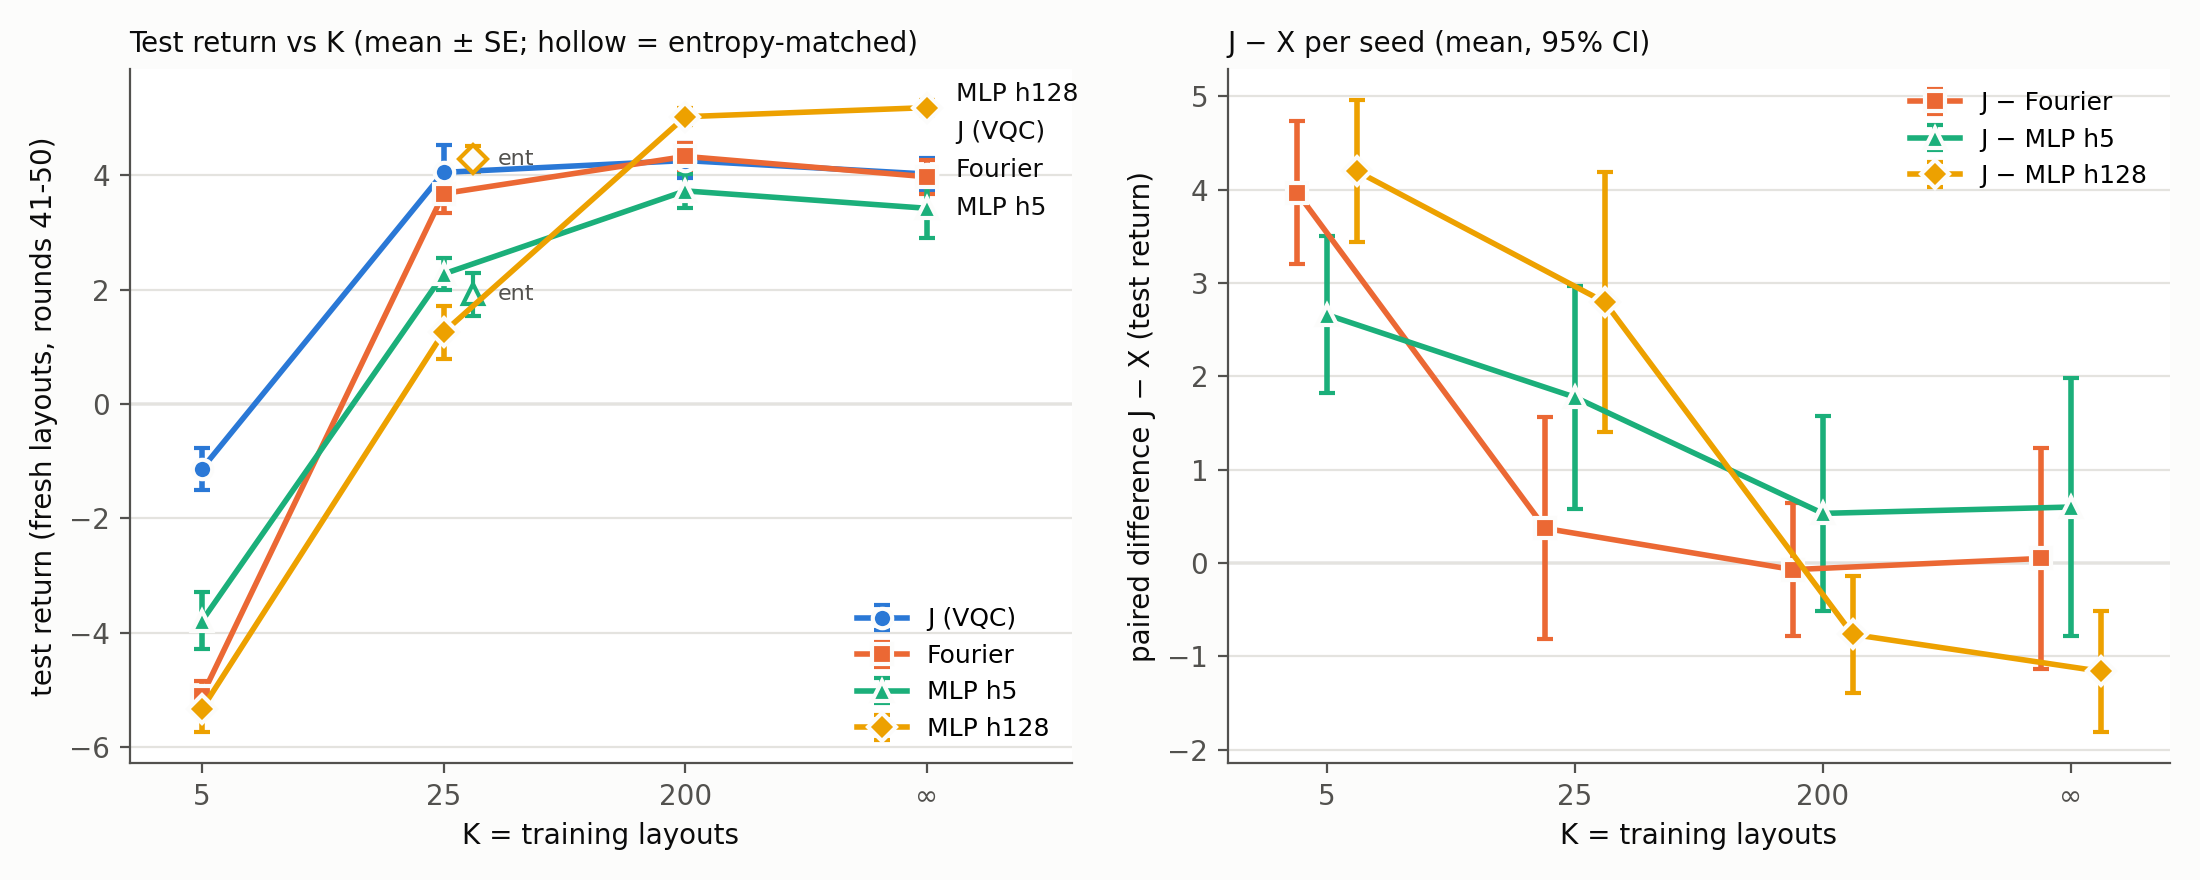 Test return vs K (mean ± SE; hollow = entropy-matched)
test return (fresh layouts, rounds 41-50)
4
2
0
−2
−4
−6
ent
ent
MLP h128
J (VQC)
Fourier
MLP h5
J (VQC)
Fourier
MLP h5
MLP h128
5
25
200
∞
K = training layouts
J − X per seed (mean, 95% CI)
paired difference J − X (test return)
5
4
3
2
1
0
−1
−2
J − Fourier
J − MLP h5
J − MLP h128
5
25
200
∞
K = training layouts